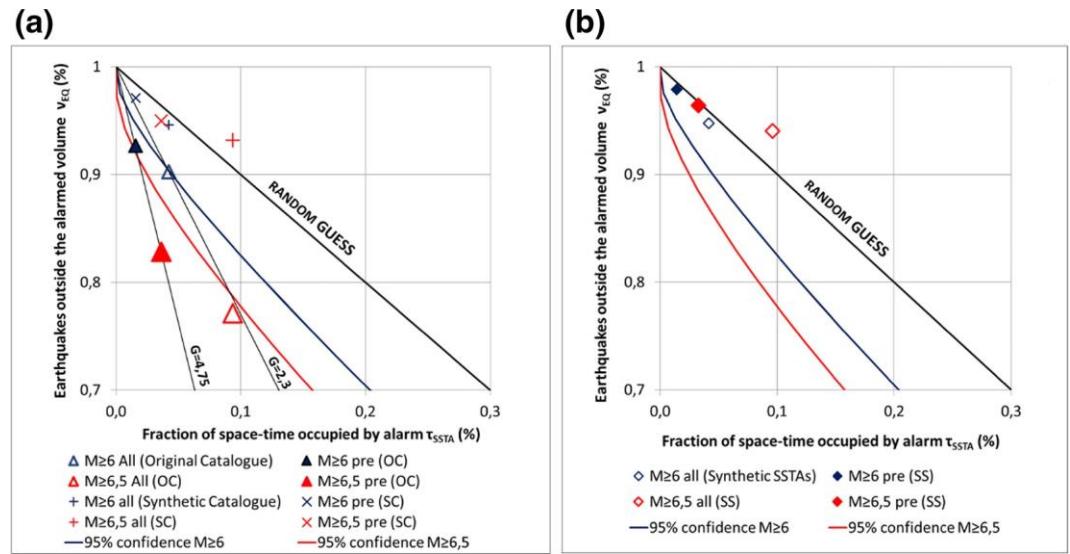 (a)
Earthquakes outside the alarmed volume νEQ (%)
1
0,9
0,8
0,7
0,0
0,1
0,2
0,3
RANDOM GUESS
G=4,75
G=2,3
Fraction of space-time occupied by alarm τSSTA (%)
M≥6 All (Original Catalogue)
M≥6 pre (OC)
M≥6,5 All (OC)
M≥6,5 pre (OC)
M≥6 all (Synthetic Catalogue)
M≥6 pre (SC)
M≥6,5 all (SC)
M≥6,5 pre (SC)
95% confidence M≥6
95% confidence M≥6,5
(b)
Earthquakes outside the alarmed volume νEQ (%)
1
0,9
0,8
0,7
0,0
0,1
0,2
0,3
RANDOM GUESS
Fraction of space-time occupied by alarm τSSTA (%)
M≥6 all (Synthetic SSTAs)
M≥6 pre (SS)
M≥6,5 all (SS)
M≥6,5 pre (SS)
95% confidence M≥6
95% confidence M≥6,5